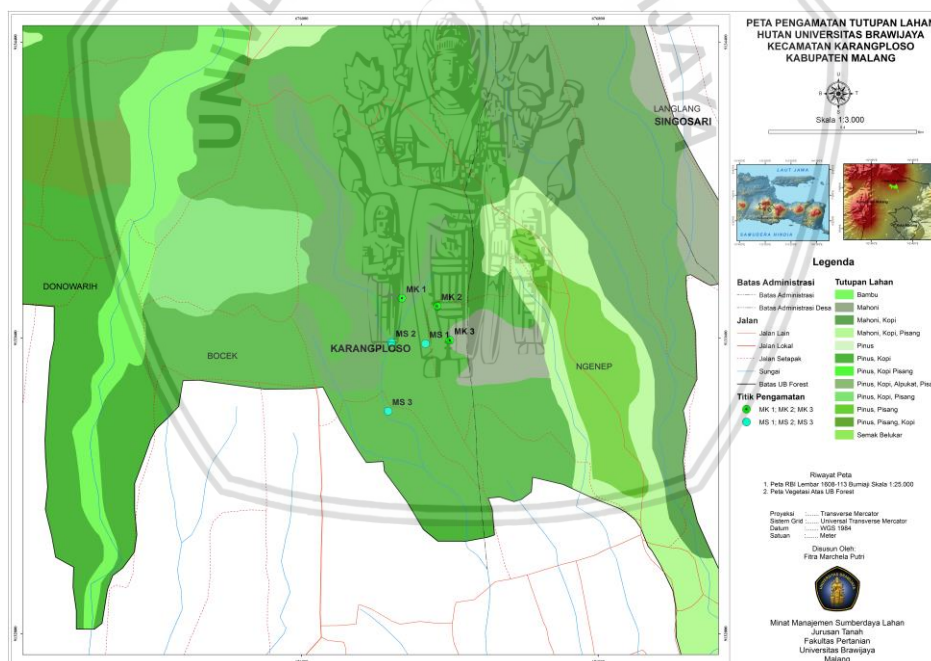 PETA PENGAMATAN TUTUPAN LAHAN
HUTAN UNIVERSITAS BRAWIJAYA
KECAMATAN KARANGPLOSO
KABUPATEN MALANG
Skala 1:3.000
LAUT JAWA
SAMUDERA HINDIA
Legenda
Batas Administrasi
Batas Administrasi
Batas Administrasi Desa
Jalan
Jalan Lain
Jalan Lokal
Jalan Setapak
Sungai
Batas UB Forest
Titik Pengamatan
MK 1; MK 2; MK 3
MS 1; MS 2; MS 3
Tutupan Lahan
Bambu
Mahoni
Mahoni, Kopi
Mahoni, Kopi, Pisang
Pinus
Pinus, Kopi
Pinus, Kopi Pisang
Pinus, Kopi, Alpukat, Pisa
Pinus, Kopi, Pisang
Pinus, Pisang
Pinus, Pisang, Kopi
Semak Belukar
Riwayat Peta
1. Peta RBI Lembar 1608-113 Bumiaji Skala 1:25.000
2. Peta Vegetasi Atas UB Forest
Proyeksi :...... Transverse Mercator
Sistem Grid :...... Universal Transverse Mercator
Datum :...... WGS 1984
Satuan :...... Meter
Disusun Oleh:
Fitra Marchela Putri
Minat Manajemen Sumberdaya Lahan
Jurusan Tanah
Fakultas Pertanian
Universitas Brawijaya
Malang
LANGLANG
SINGOSARI
DONOWARIH
MK 1
MK 2
MS 2
MS 1
MK 3
KARANGPLOSO
BOCEK
NGENEP
MS 3